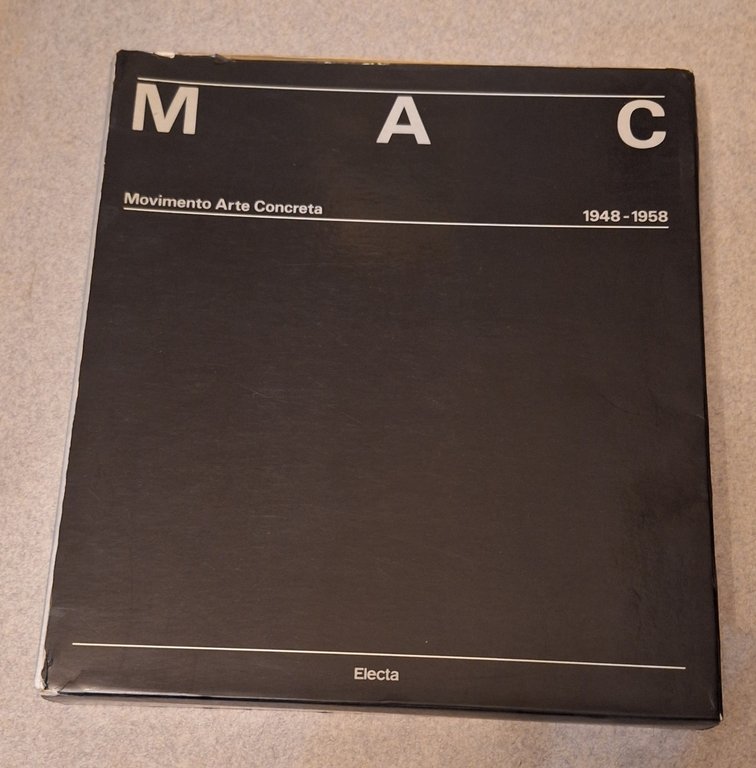 M A C
Movimento Arte Concreta 1948-1958
Electa